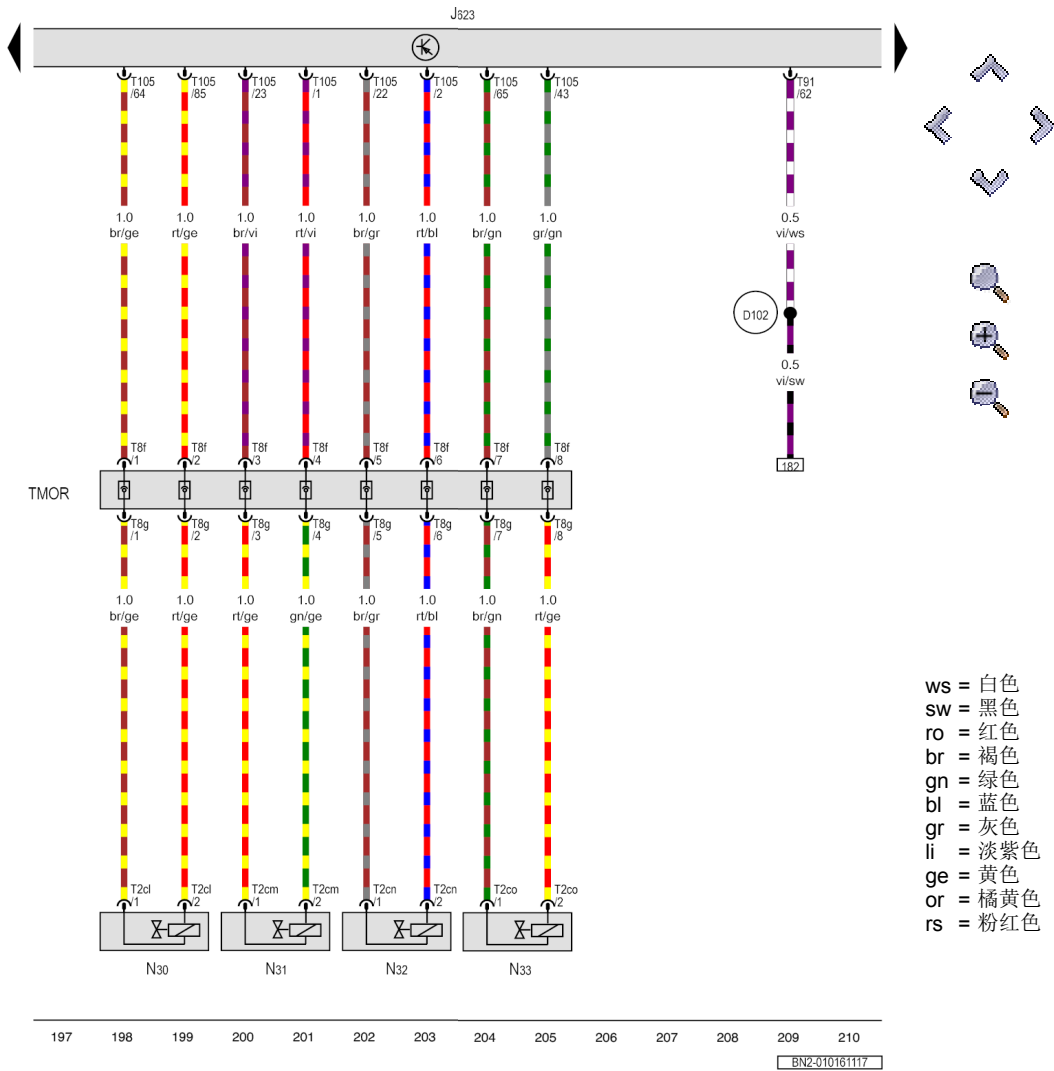 J623
T105 T105 T105 T105 T105 T105 T105 T105 T91
/64 /85 /23 /1 /22 /2 /65 /43 /62
1.0 1.0 1.0 1.0 1.0 1.0 1.0 1.0 0.5
br/ge rt/ge br/vi rt/vi br/gr rt/bl br/gn gr/gn vi/ws
D102
0.5
vi/sw
T8f T8f T8f T8f T8f T8f T8f T8f
/1 /2 /3 /4 /5 /6 /7 /8
182
TMOR
T8g T8g T8g T8g T8g T8g T8g T8g
/1 /2 /3 /4 /5 /6 /7 /8
1.0 1.0 1.0 1.0 1.0 1.0 1.0 1.0
br/ge rt/ge rt/ge gn/ge br/gr rt/bl br/gn rt/ge
ws = 白色
sw = 黑色
ro = 红色
br = 褐色
gn = 绿色
bl = 蓝色
gr = 灰色
li = 淡紫色
ge = 黄色
or = 橘黄色
rs = 粉红色
T2cl T2cl T2cm T2cm T2cn T2cn T2co T2co
/1 /2 /1 /2 /1 /2 /1 /2
N30 N31 N32 N33
197 198 199 200 201 202 203 204 205 206 207 208 209 210
BN2-010161117